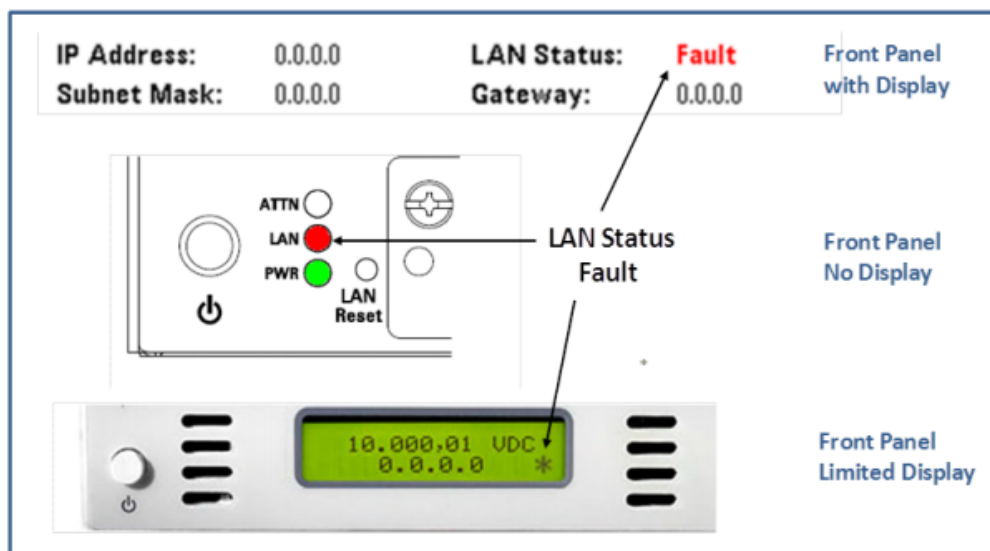 IP Address: 0.0.0.0 LAN Status: Fault
Subnet Mask: 0.0.0.0 Gateway: 0.0.0.0
Front Panel
with Display
ATTN
LAN
PWR
LAN
Reset
LAN Status
Fault
Front Panel
No Display
10.000,01 VDC
0.0.0.0 *
Front Panel
Limited Display